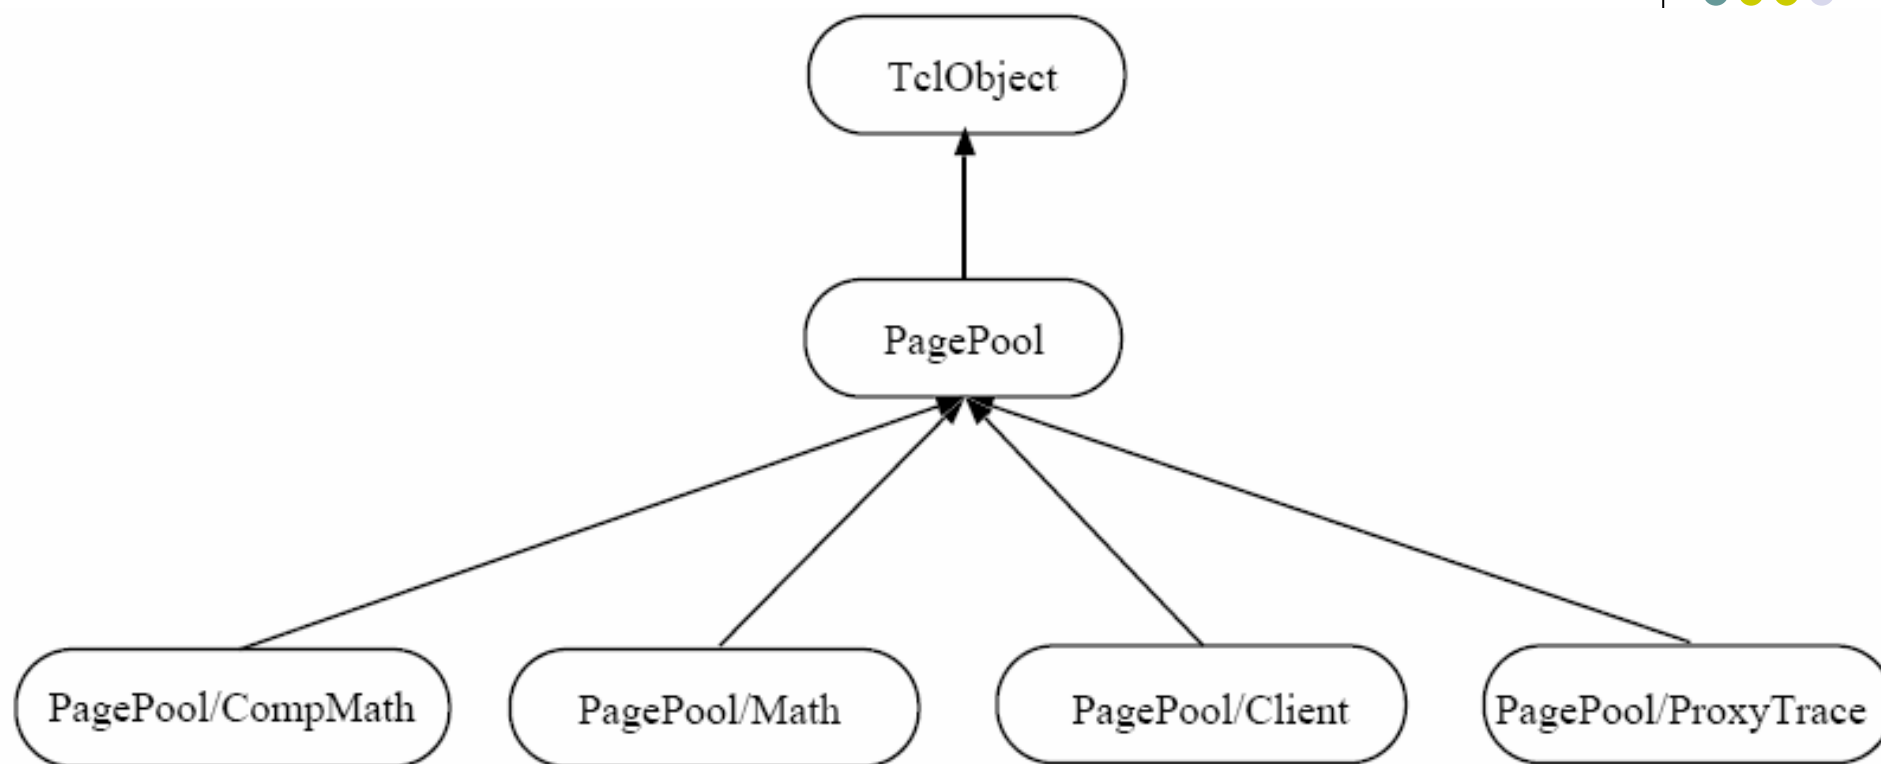 TclObject
PagePool
PagePool/CompMath
PagePool/Math
PagePool/Client
PagePool/ProxyTrace